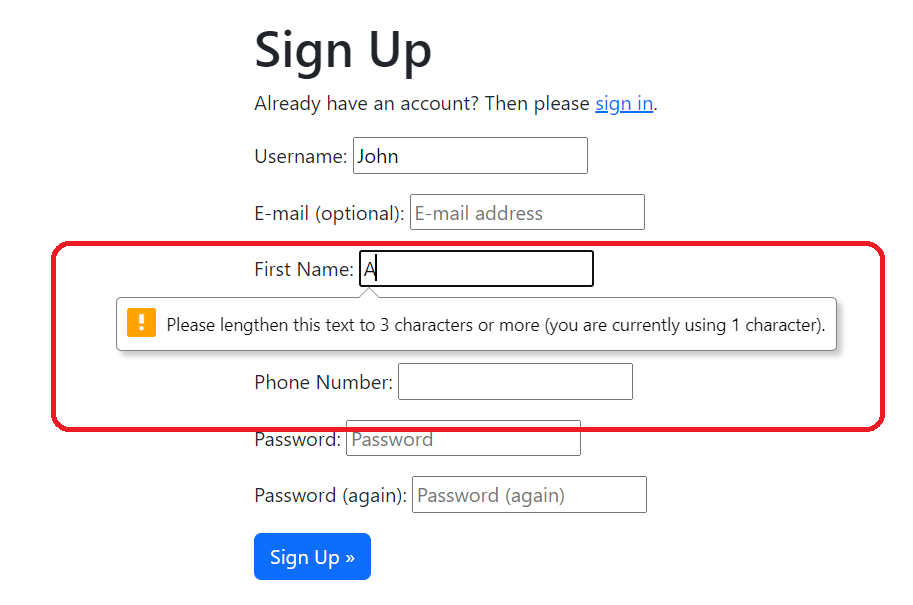 Sign Up
Already have an account? Then please sign in.
Username: John
E-mail (optional): E-mail address
First Name: A
Please lengthen this text to 3 characters or more (you are currently using 1 character).
Phone Number:
Password: Password
Password (again): Password (again)
Sign Up »